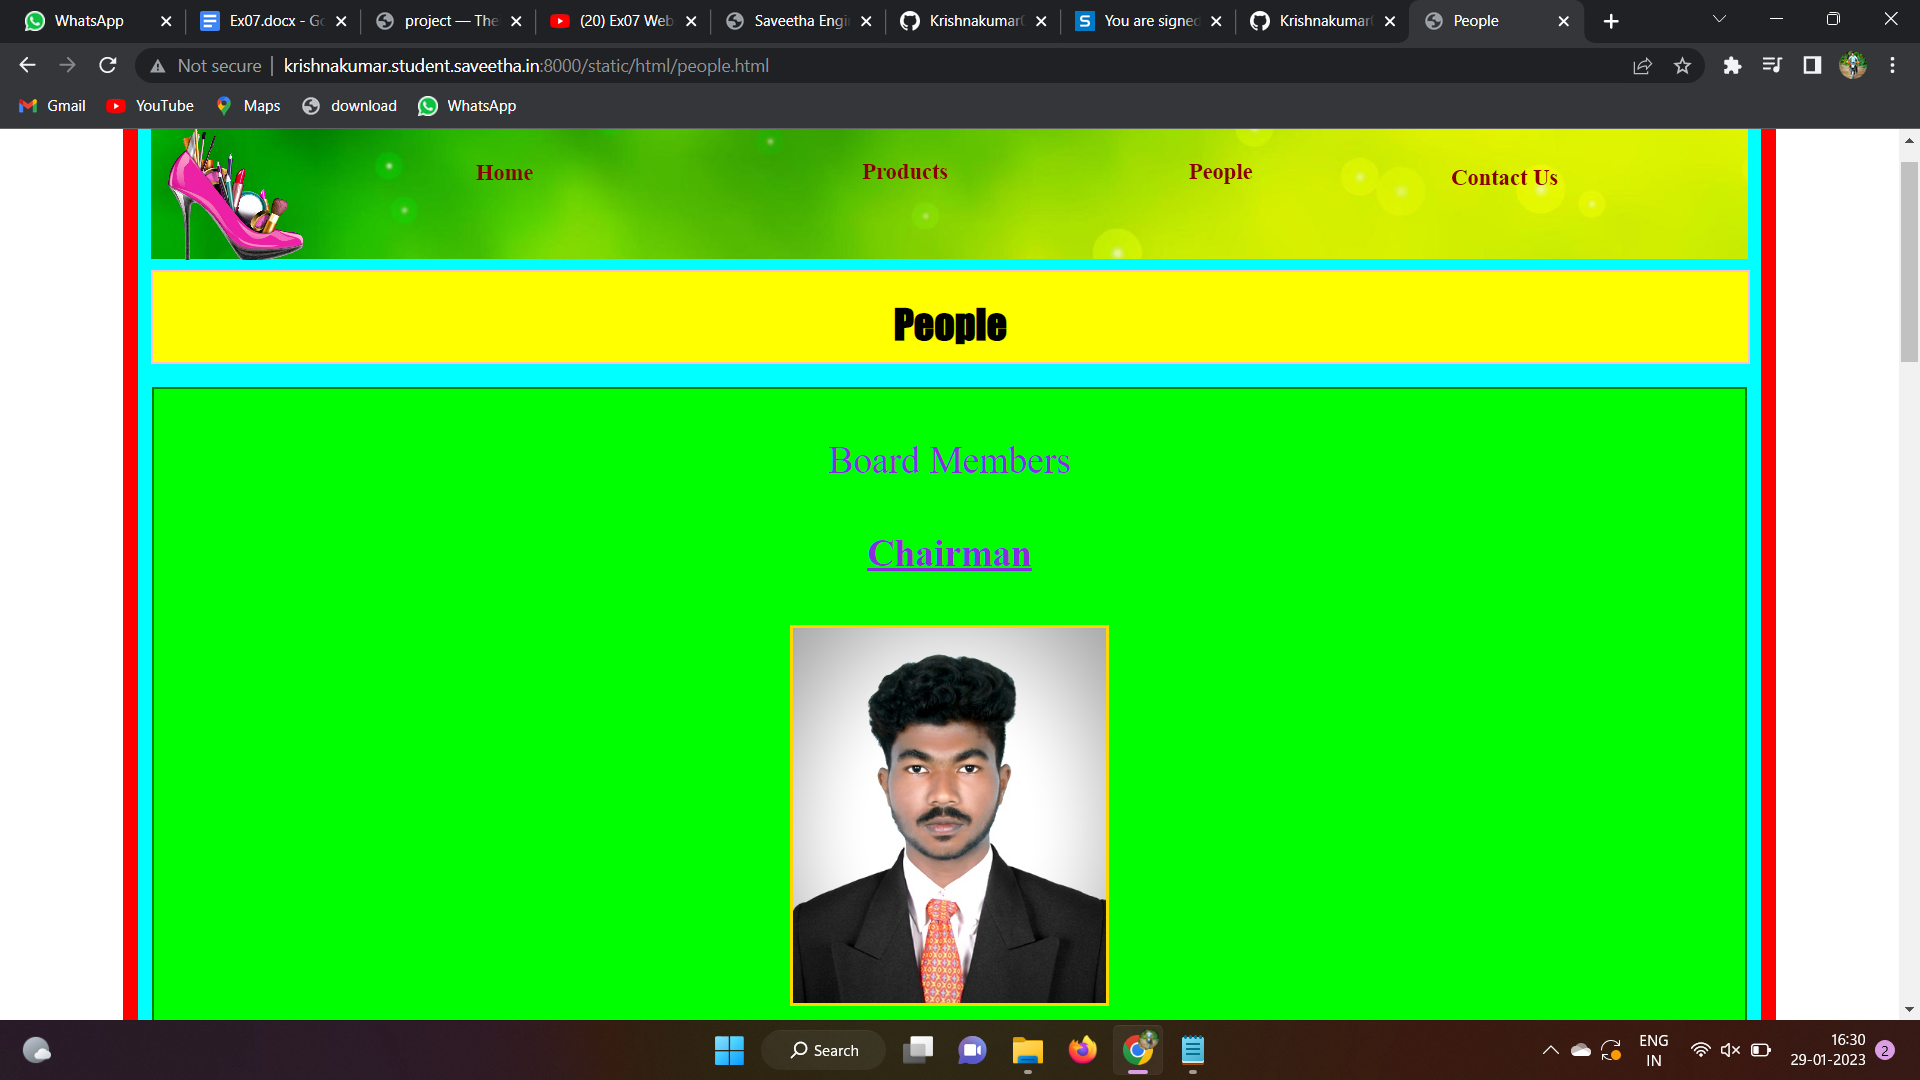 WhatsApp
Ex07.docx - Go
project — The
(20) Ex07 Web
Saveetha Engi
Krishnakumar
You are signed
Krishnakumar
People
Not secure
krishnakumar.student.saveetha.in:8000/static/html/people.html
Gmail
YouTube
Maps
download
WhatsApp
Home
Products
People
Contact Us
People
Board Members
Chairman
Search
ENG
IN
16:30
29-01-2023
2